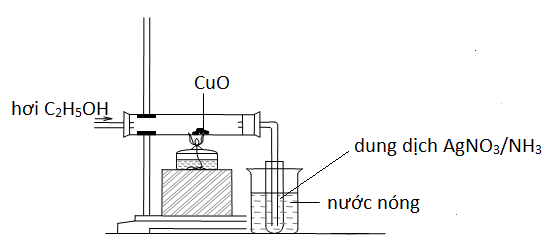 CuO
hơi C₂H₅OH
dung dịch AgNO₃/NH₃
nước nóng